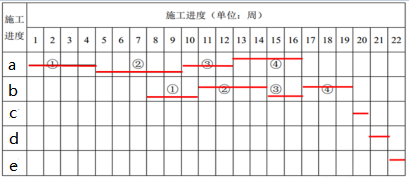 施工进度（单位：周）
施工
进度
1 2 3 4 5 6 7 8 9 10 11 12 13 14 15 16 17 18 19 20 21 22
a ① ② ③ ④
b ① ② ③ ④
c
d
e